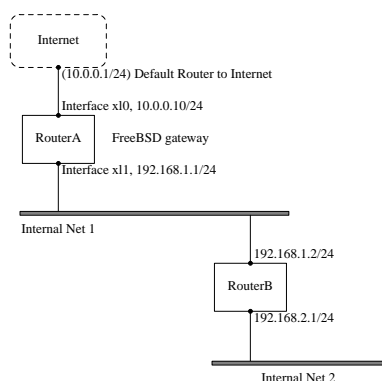 Internet
(10.0.0.1/24) Default Router to Internet
Interface xl0, 10.0.0.10/24
RouterA
FreeBSD gateway
Interface xl1, 192.168.1.1/24
Internal Net 1
192.168.1.2/24
RouterB
192.168.2.1/24
Internal Net 2